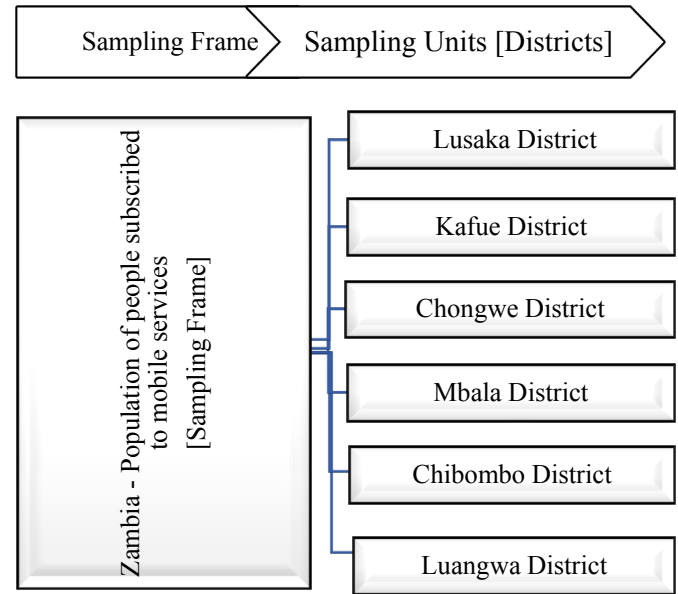 Sampling Frame
Sampling Units [Districts]
Zambia - Population of people subscribed
to mobile services
[Sampling Frame]
Lusaka District
Kafue District
Chongwe District
Mbala District
Chibombo District
Luangwa District